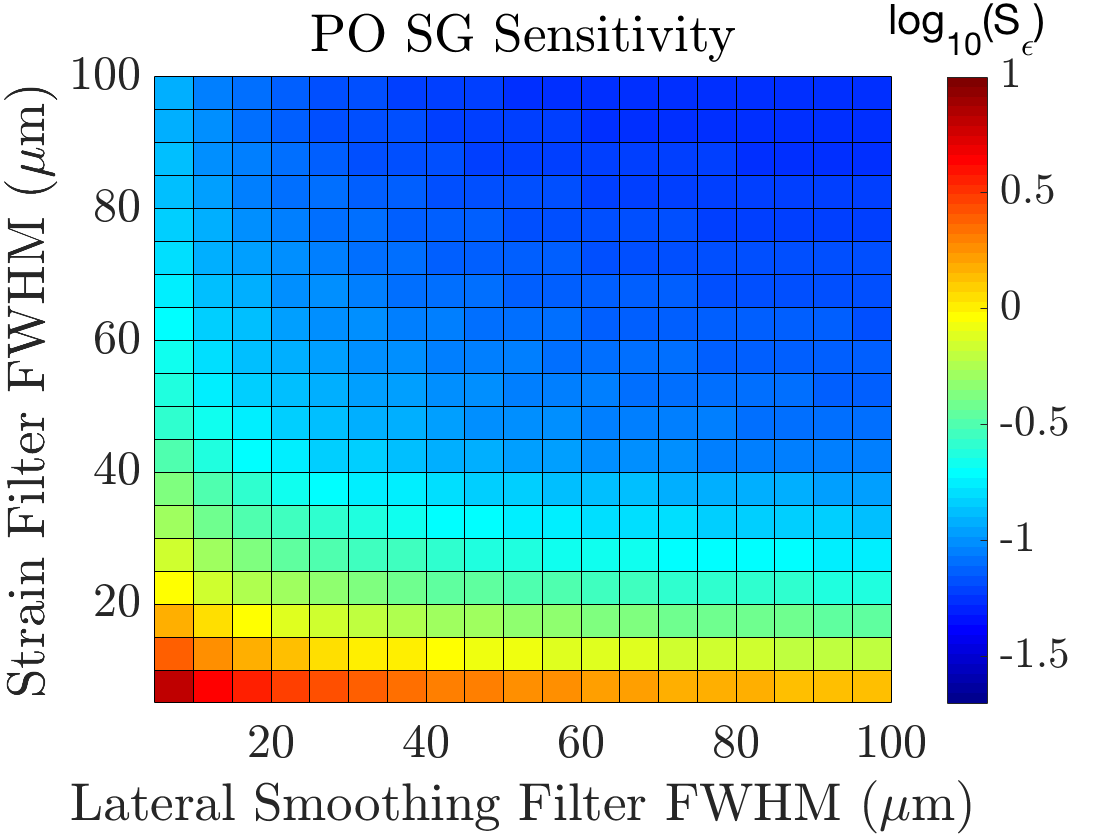 PO SG Sensitivity
log10(Sϵ)
Strain Filter FWHM (μm)
100
80
60
40
20
20 40 60 80 100
Lateral Smoothing Filter FWHM (μm)
1
0.5
0
-0.5
-1
-1.5